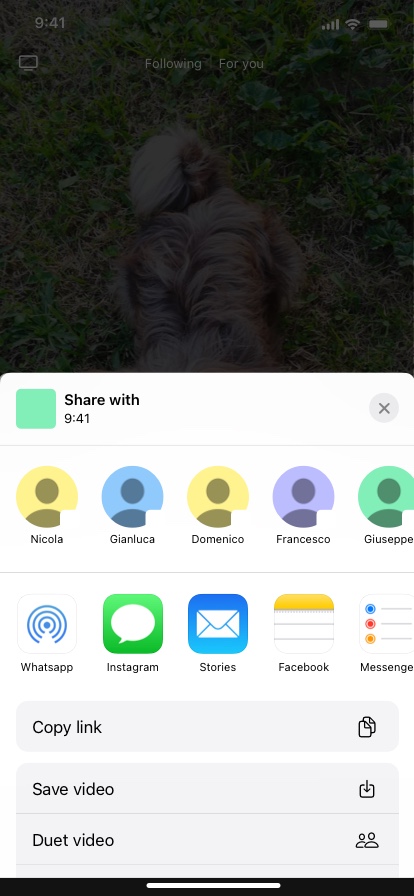 9:41
Following For you
Share with
9:41
Nicola Gianluca Domenico Francesco Giuseppe
Whatsapp Instagram Stories Facebook Messenge
Copy link
Save video
Duet video